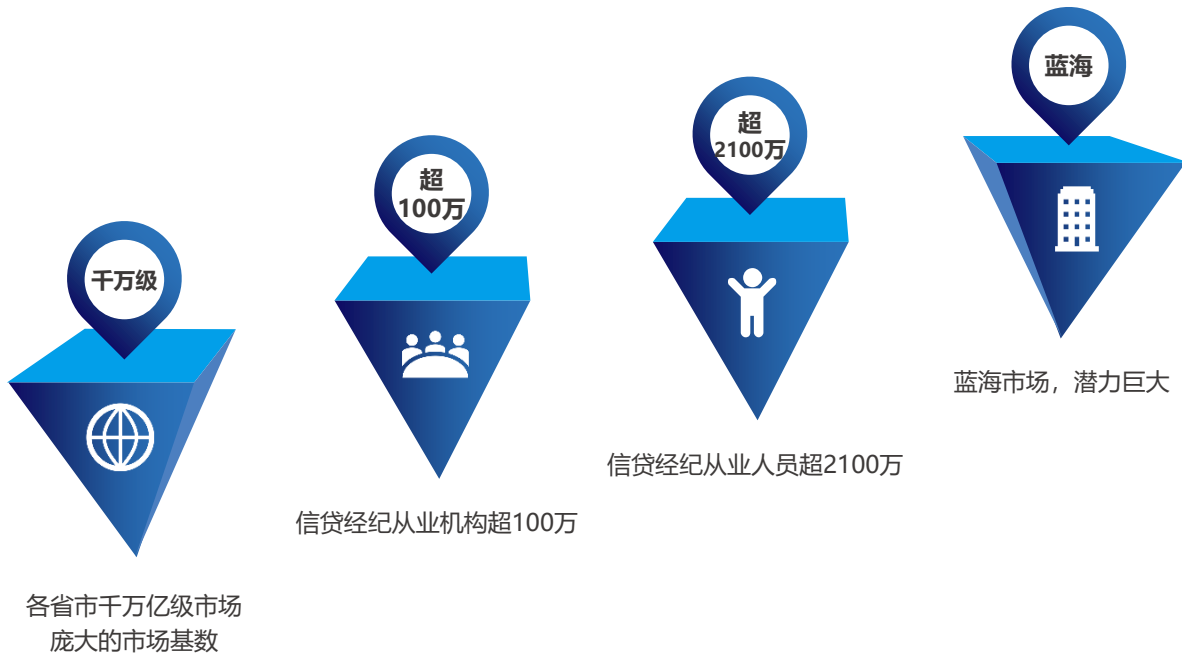 千万级
各省市千万亿级市场
庞大的市场基数
超
100万
信贷经纪从业机构超100万
超
2100万
信贷经纪从业人员超2100万
蓝海
蓝海市场，潜力巨大